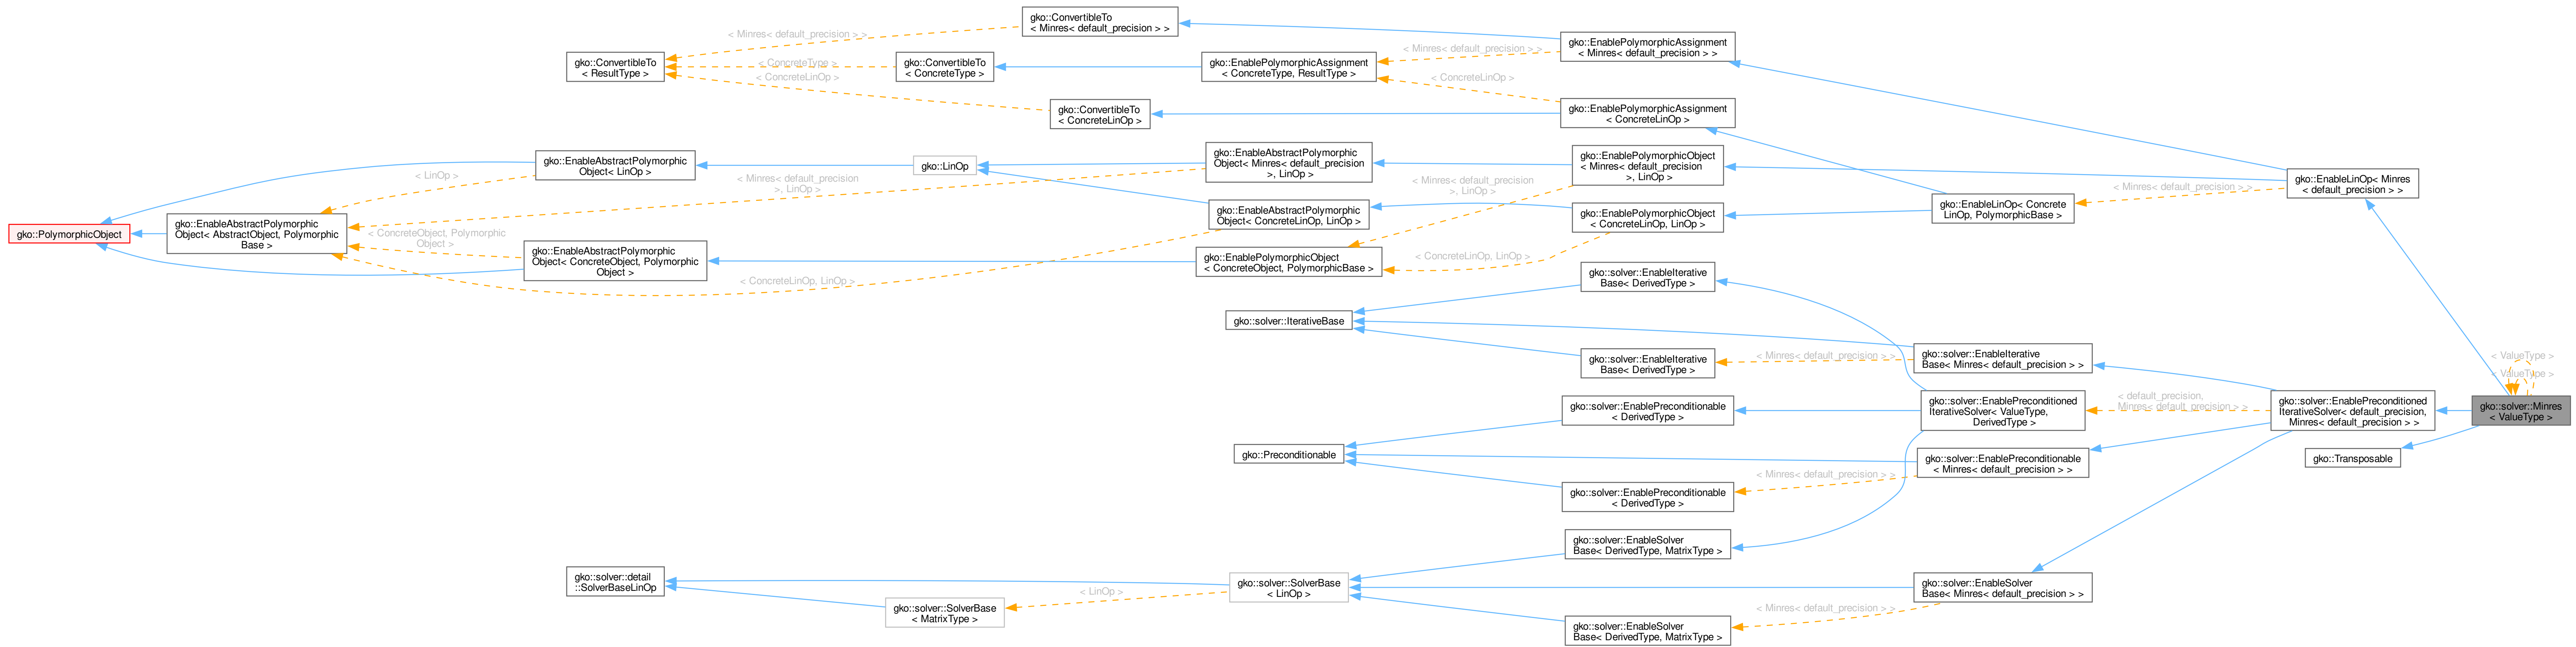 gko::ConvertibleTo
< Minres< default_precision > >
< Minres< default_precision > >
gko::EnablePolymorphicAssignment
< Minres< default_precision > >
< Minres< default_precision > >
gko::ConvertibleTo
< ResultType >
< ConcreteType >
gko::ConvertibleTo
< ConcreteType >
gko::EnablePolymorphicAssignment
< ConcreteType, ResultType >
< ConcreteLinOp >
< ConcreteLinOp >
gko::ConvertibleTo
< ConcreteLinOp >
gko::EnablePolymorphicAssignment
< ConcreteLinOp >
gko::EnableAbstractPolymorphic
Object< LinOp >
gko::LinOp
gko::EnableAbstractPolymorphic
Object< Minres< default_precision
>, LinOp >
gko::EnablePolymorphicObject
< Minres< default_precision
>, LinOp >
gko::EnableLinOp< Minres
< default_precision > >
< LinOp >
< Minres< default_precision
>, LinOp >
< Minres< default_precision
>, LinOp >
< Minres< default_precision > >
gko::EnableLinOp< Concrete
LinOp, PolymorphicBase >
gko::EnableAbstractPolymorphic
Object< ConcreteLinOp, LinOp >
gko::EnablePolymorphicObject
< ConcreteLinOp, LinOp >
gko::PolymorphicObject
gko::EnableAbstractPolymorphic
Object< AbstractObject, Polymorphic
Base >
< ConcreteObject, Polymorphic
Object >
gko::EnableAbstractPolymorphic
Object< ConcreteObject, Polymorphic
Object >
gko::EnablePolymorphicObject
< ConcreteObject, PolymorphicBase >
< ConcreteLinOp, LinOp >
< ConcreteLinOp, LinOp >
gko::solver::EnableIterative
Base< DerivedType >
gko::solver::IterativeBase
gko::solver::EnableIterative
Base< DerivedType >
< Minres< default_precision > >
gko::solver::EnableIterative
Base< Minres< default_precision > >
< ValueType >
< ValueType >
gko::solver::EnablePreconditionable
< DerivedType >
gko::solver::EnablePreconditioned
IterativeSolver< ValueType,
DerivedType >
< default_precision,
Minres< default_precision > >
gko::solver::EnablePreconditioned
IterativeSolver< default_precision,
Minres< default_precision > >
gko::solver::Minres
< ValueType >
gko::Preconditionable
gko::solver::EnablePreconditionable
< Minres< default_precision > >
gko::Transposable
< Minres< default_precision > >
gko::solver::EnablePreconditionable
< DerivedType >
gko::solver::EnableSolver
Base< DerivedType, MatrixType >
gko::solver::detail
::SolverBaseLinOp
gko::solver::SolverBase
< LinOp >
gko::solver::EnableSolver
Base< Minres< default_precision > >
< LinOp >
gko::solver::SolverBase
< MatrixType >
< Minres< default_precision > >
gko::solver::EnableSolver
Base< DerivedType, MatrixType >